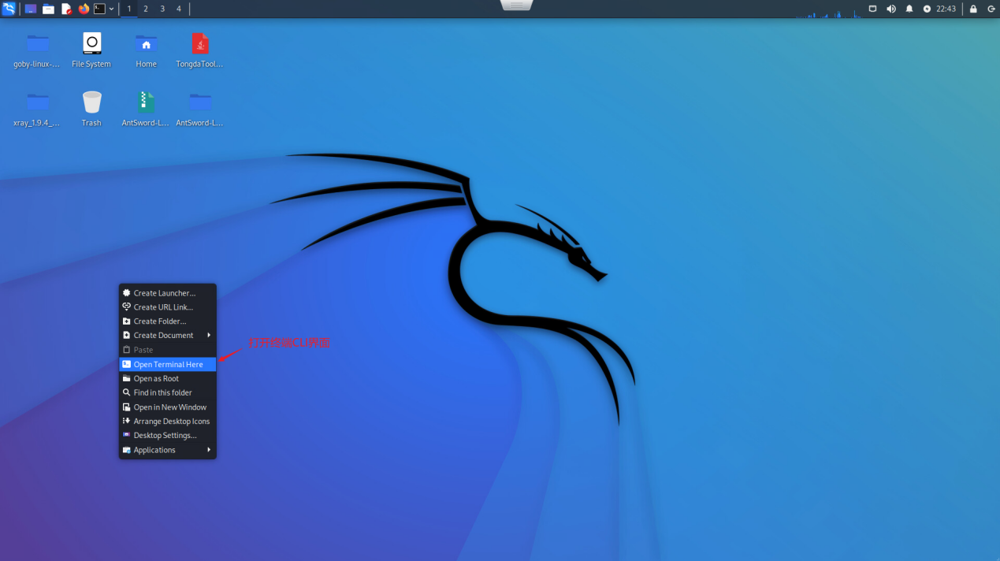 1 2 3 4
22:43
goby-linux-... File System Home TongdaTool...
xray_1.9.4_... Trash AntSword-L... AntSword-L...
Create Launcher...
Create URL Link...
Create Folder...
Create Document
Paste
Open Terminal Here
Open as Root
Find in this folder
Open in New Window
Arrange Desktop Icons
Desktop Settings...
Applications
打开终端CLI界面